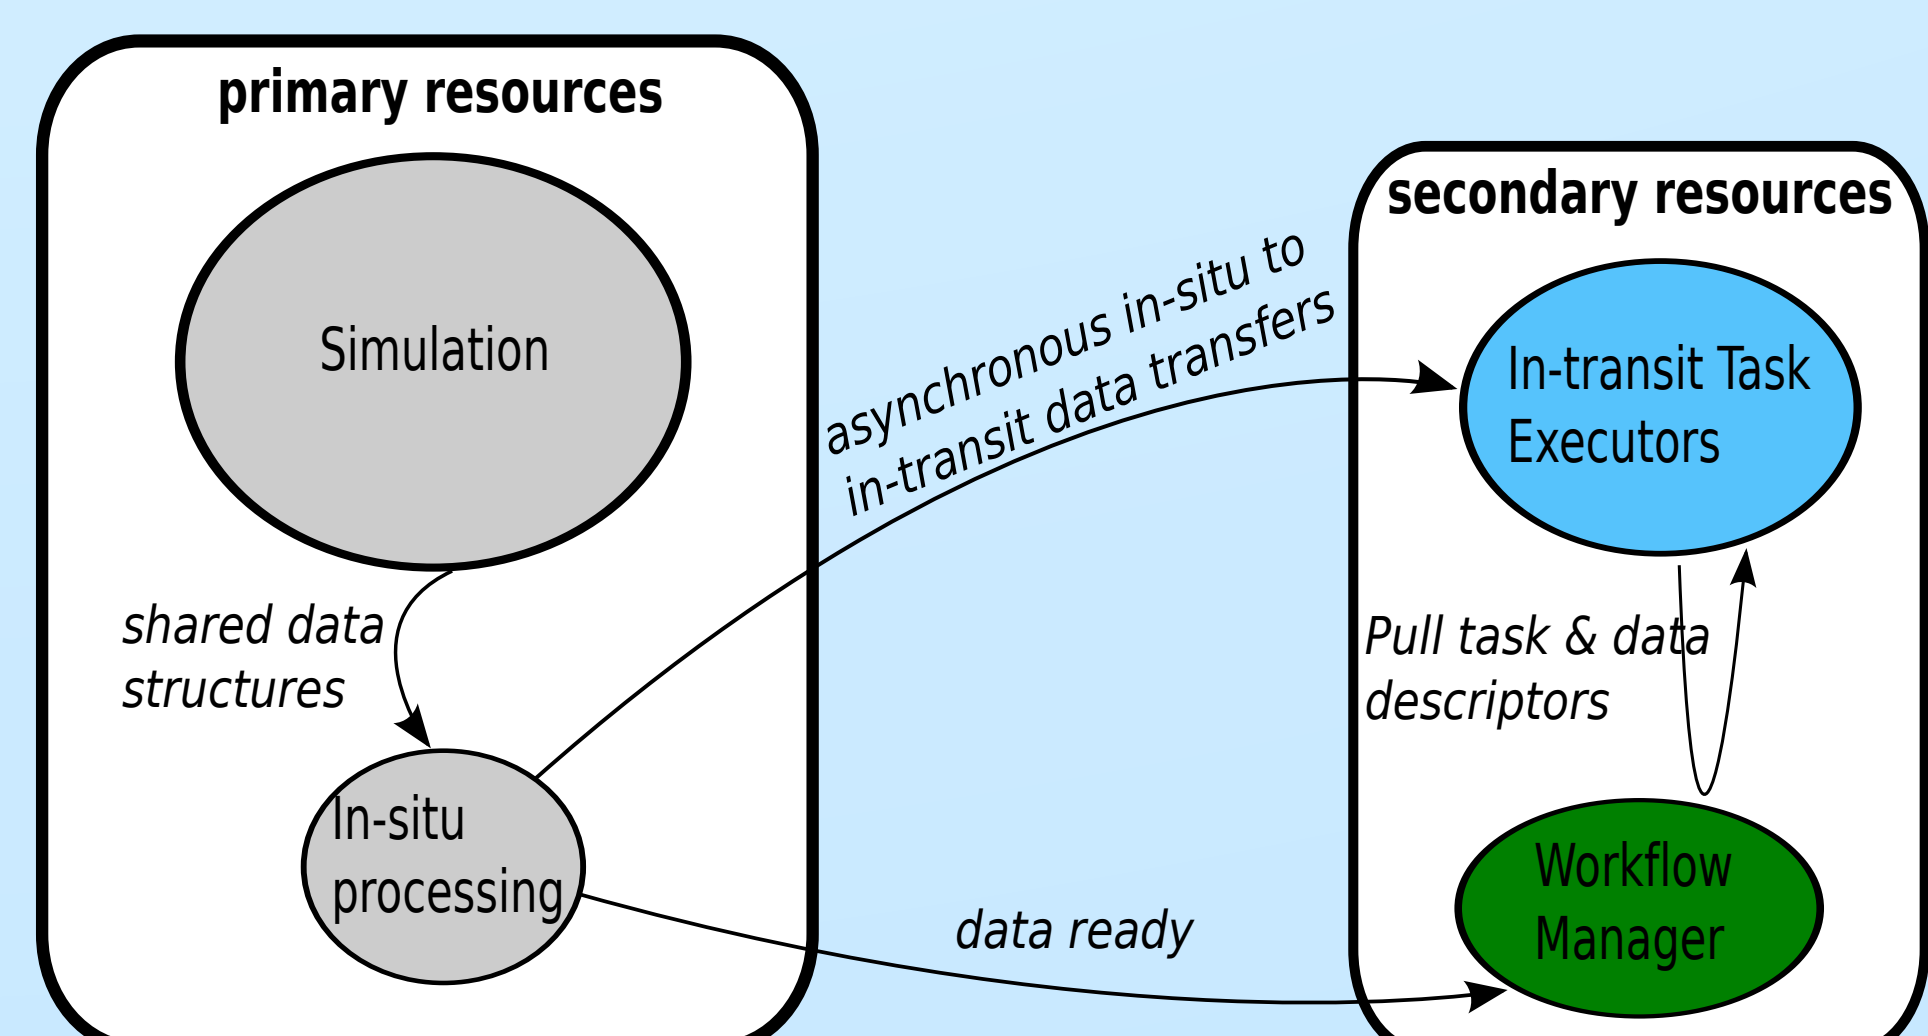 primary resources
Simulation
shared data
structures
In-situ
processing
asynchronous in-situ to
in-transit data transfers
data ready
secondary resources
In-transit Task
Executors
Pull task & data
descriptors
Workflow
Manager